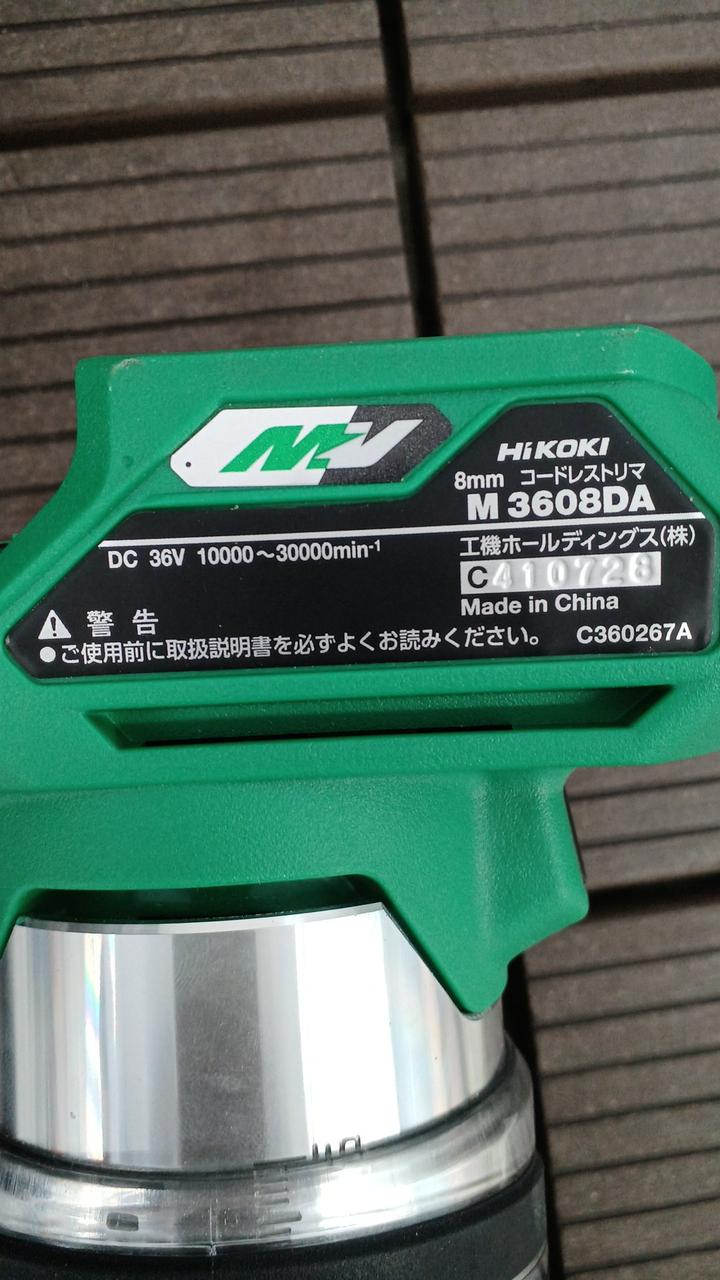 MV
HiKOKI
8mm コードレストリマ
M 3608DA
DC 36V 10000～30000min-1
工機ホールディングス(株)
C410728
Made in China
警告
●ご使用前に取扱説明書を必ずよくお読みください。
C360267A